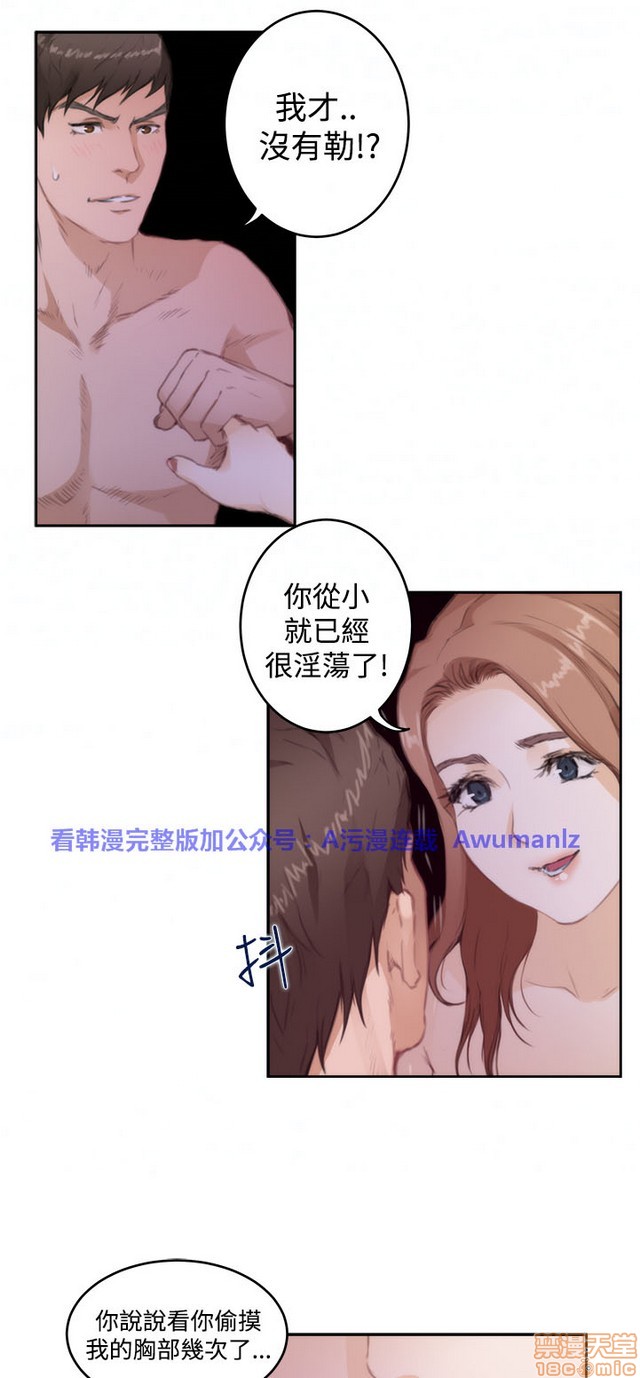 我才..
沒有勒!?
你從小
就已經
很淫蕩了!
看韩漫完整版加公众号：A污漫连载 Awumanlz
抖
你說說看你偷摸
我的胸部幾次了...
禁漫天堂
18comic